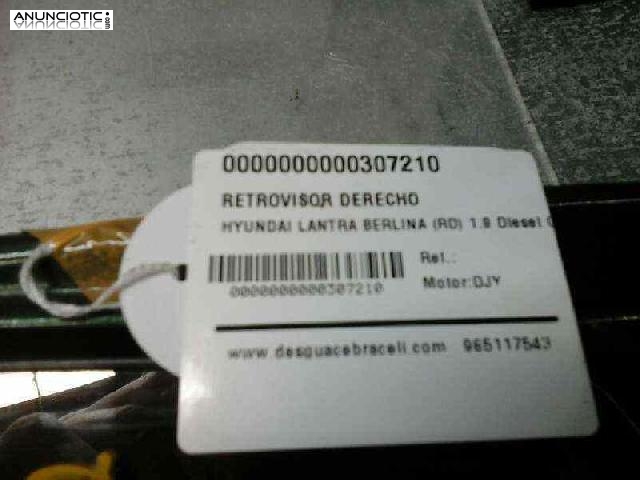 ANUNCIOTIC.com
0000000000307210
RETROVISOR DERECHO
HYUNDAI LANTRA BERLINA (RD) 1.9 Diesel
Ref.:
0000000000307210
Motor:DJY
www.desguacebraceli.com 965117543